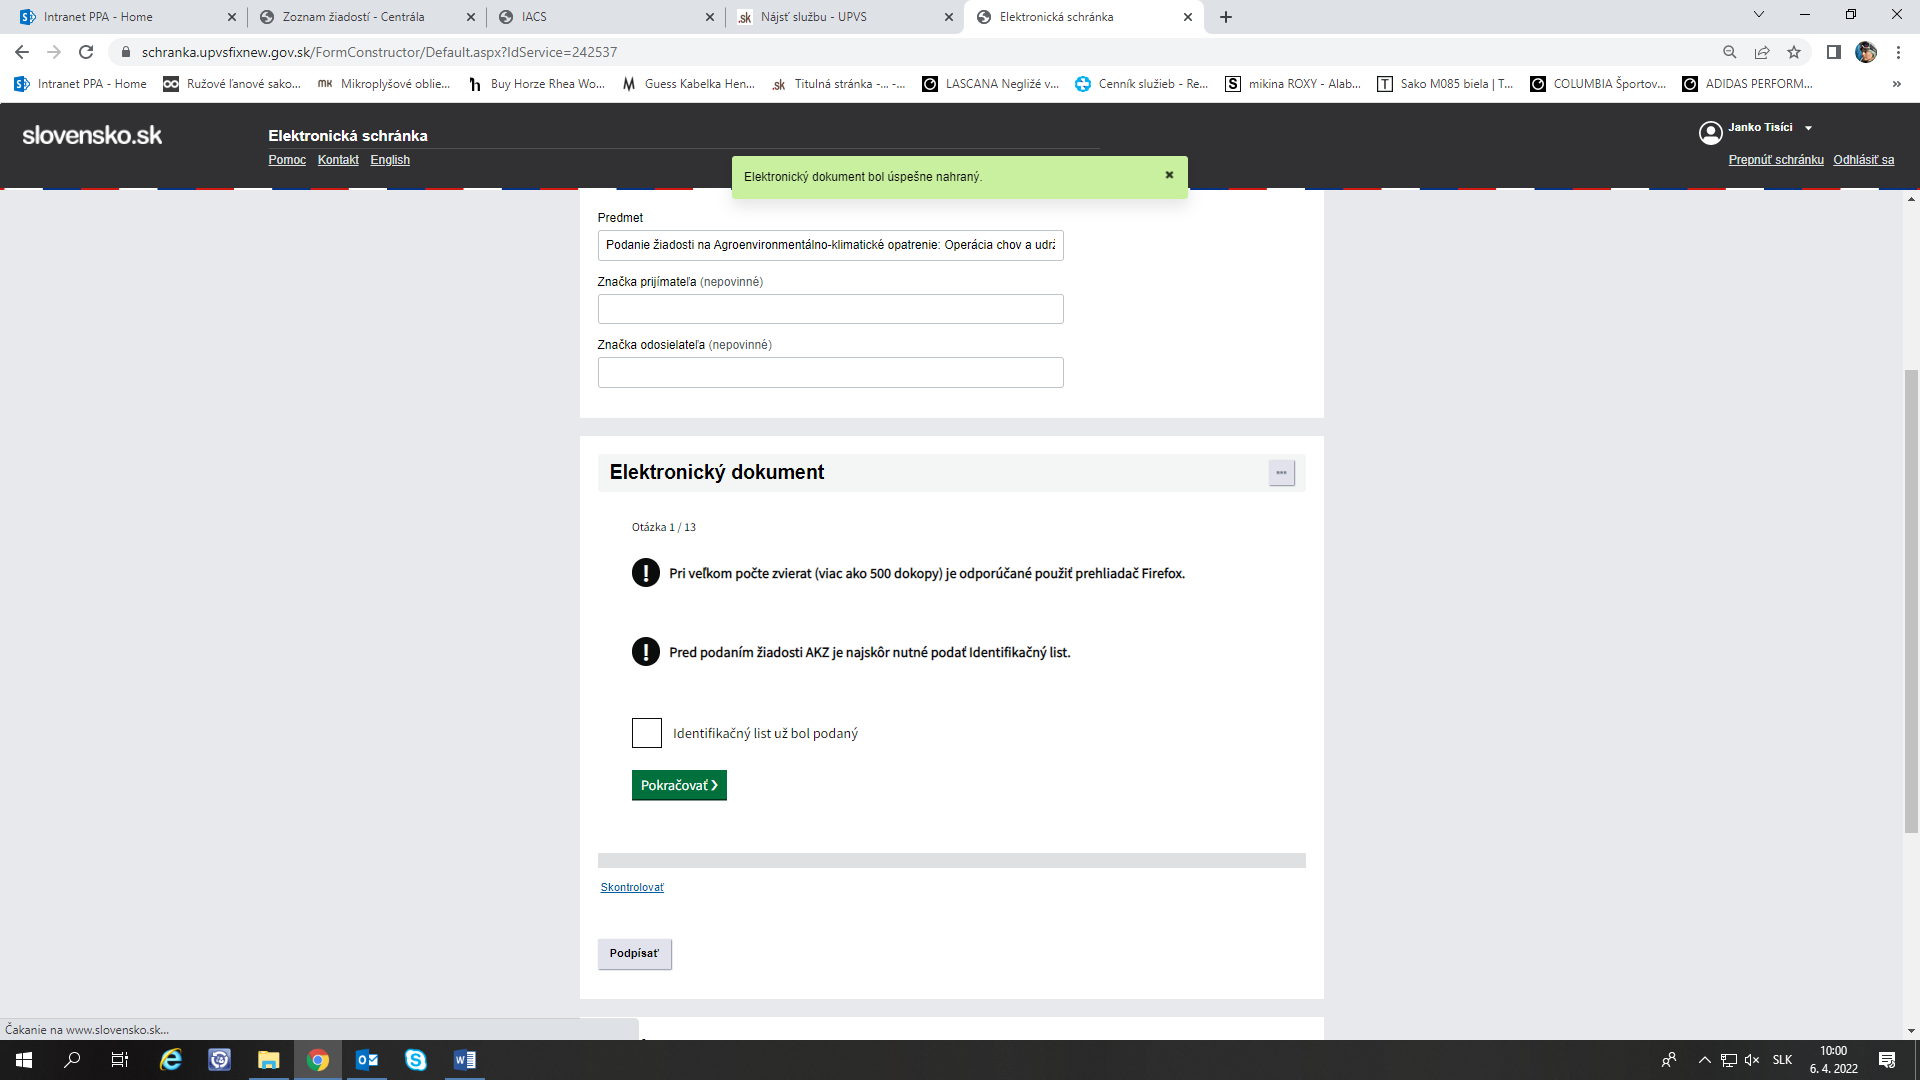 Intranet PPA - Home
Zoznam žiadostí - Centrála
IACS
.sk Nájsť službu - UPVS
Elektronická schránka
schranka.upvsfixnew.gov.sk/FormConstructor/Default.aspx?IdService=242537
Intranet PPA - Home
Ružové ľanové sako...
MK Mikroplyšové oblie...
h Buy Horze Rhea Wo...
M Guess Kabelka Hen...
.sk Titulná stránka -... -...
LASCANA Negližé v...
Cenník služieb - Re...
S mikina ROXY - Alab...
T Sako M085 biela | T...
COLUMBIA Športov...
ADIDAS PERFORM...
»
slovensko.sk
Elektronická schránka
Pomoc Kontakt English
Janko Tisíci
Prepnúť schránku Odhlásiť sa
Elektronický dokument bol úspešne nahraný.
Predmet
Podanie žiadosti na Agroenvironmentálno-klimatické opatrenie: Operácia chov a udrž
Značka prijímateľa (nepovinné)
Značka odosielateľa (nepovinné)
Elektronický dokument
Otázka 1 / 13
Pri veľkom počte zvierat (viac ako 500 dokopy) je odporúčané použiť prehliadač Firefox.
Pred podaním žiadosti AKZ je najskôr nutné podať Identifikačný list.
Identifikačný list už bol podaný
Pokračovať
Skontrolovať
Podpísať
Čakanie na www.slovensko.sk...
SLK
10:00
6. 4. 2022